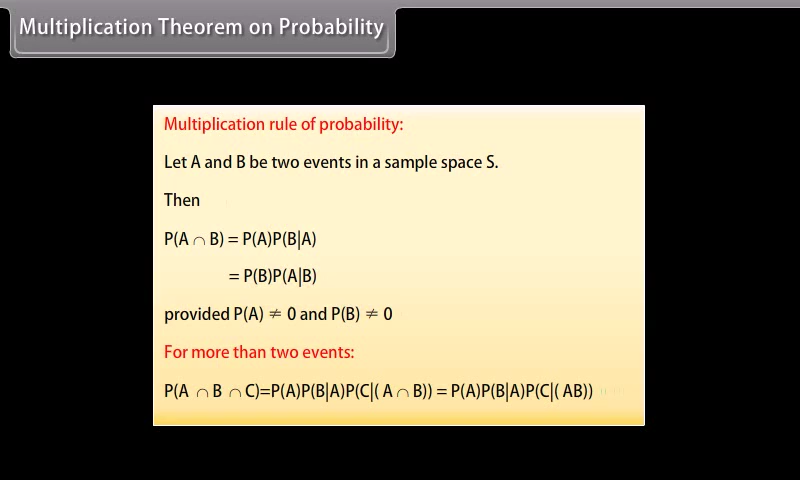 Multiplication Theorem on Probability
Multiplication rule of probability:
Let A and B be two events in a sample space S.
Then
P(A ∩ B) = P(A)P(B|A)
= P(B)P(A|B)
provided P(A) ≠ 0 and P(B) ≠ 0
For more than two events:
P(A ∩ B ∩ C)=P(A)P(B|A)P(C|( A ∩ B)) = P(A)P(B|A)P(C|( AB))